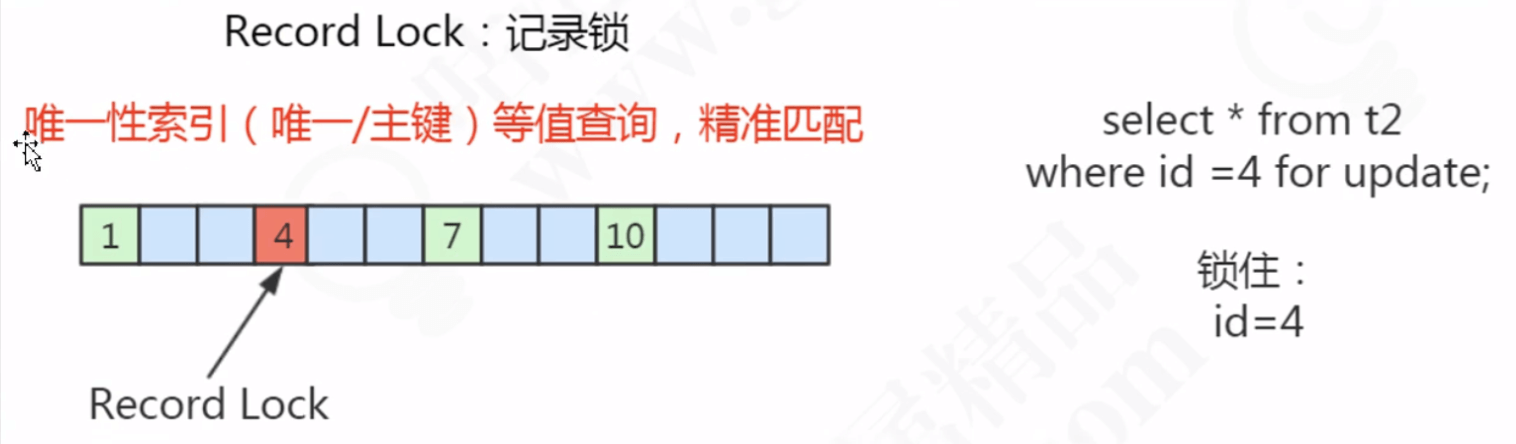 Record Lock：记录锁
唯一性索引（唯一/主键）等值查询，精准匹配
select * from t2
where id =4 for update;
1 4 7 10
锁住：
id=4
Record Lock